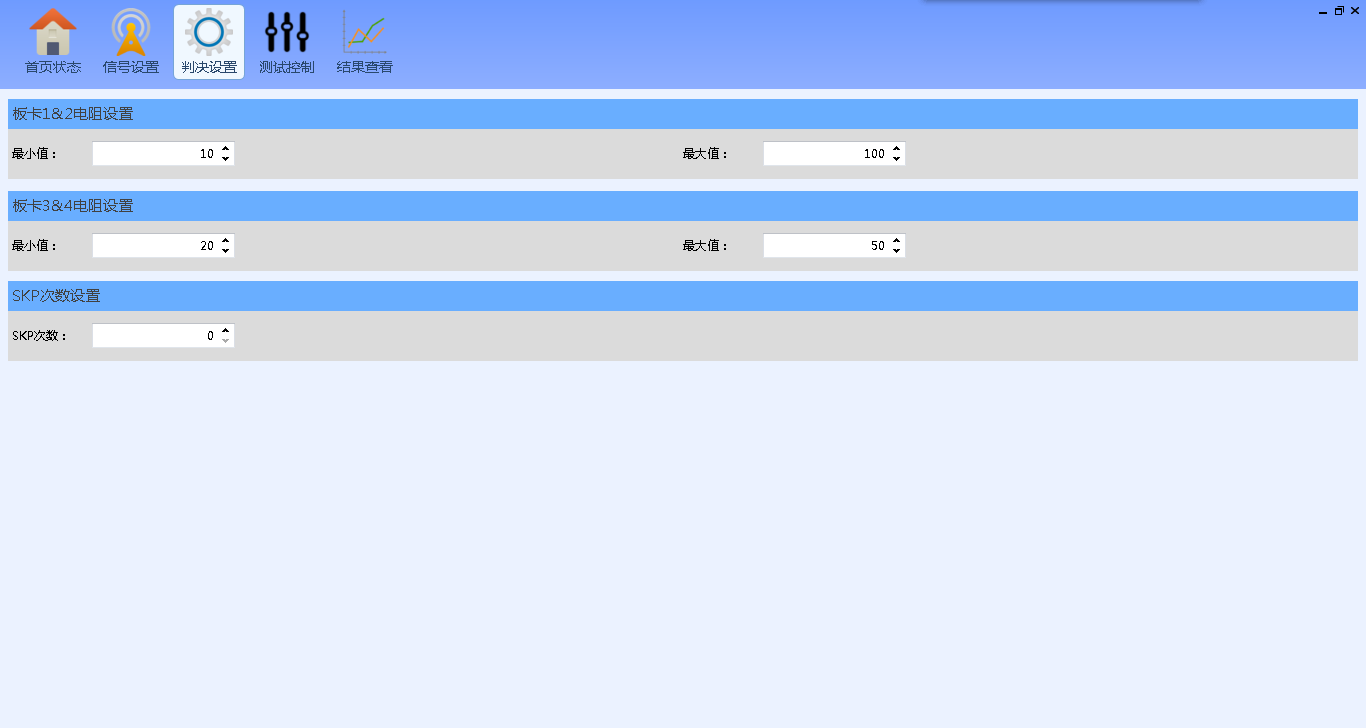 首页状态 信号设置 判决设置 测试控制 结果查看
板卡1&2电阻设置
最小值： 10 最大值： 100
板卡3&4电阻设置
最小值： 20 最大值： 50
SKP次数设置
SKP次数： 0